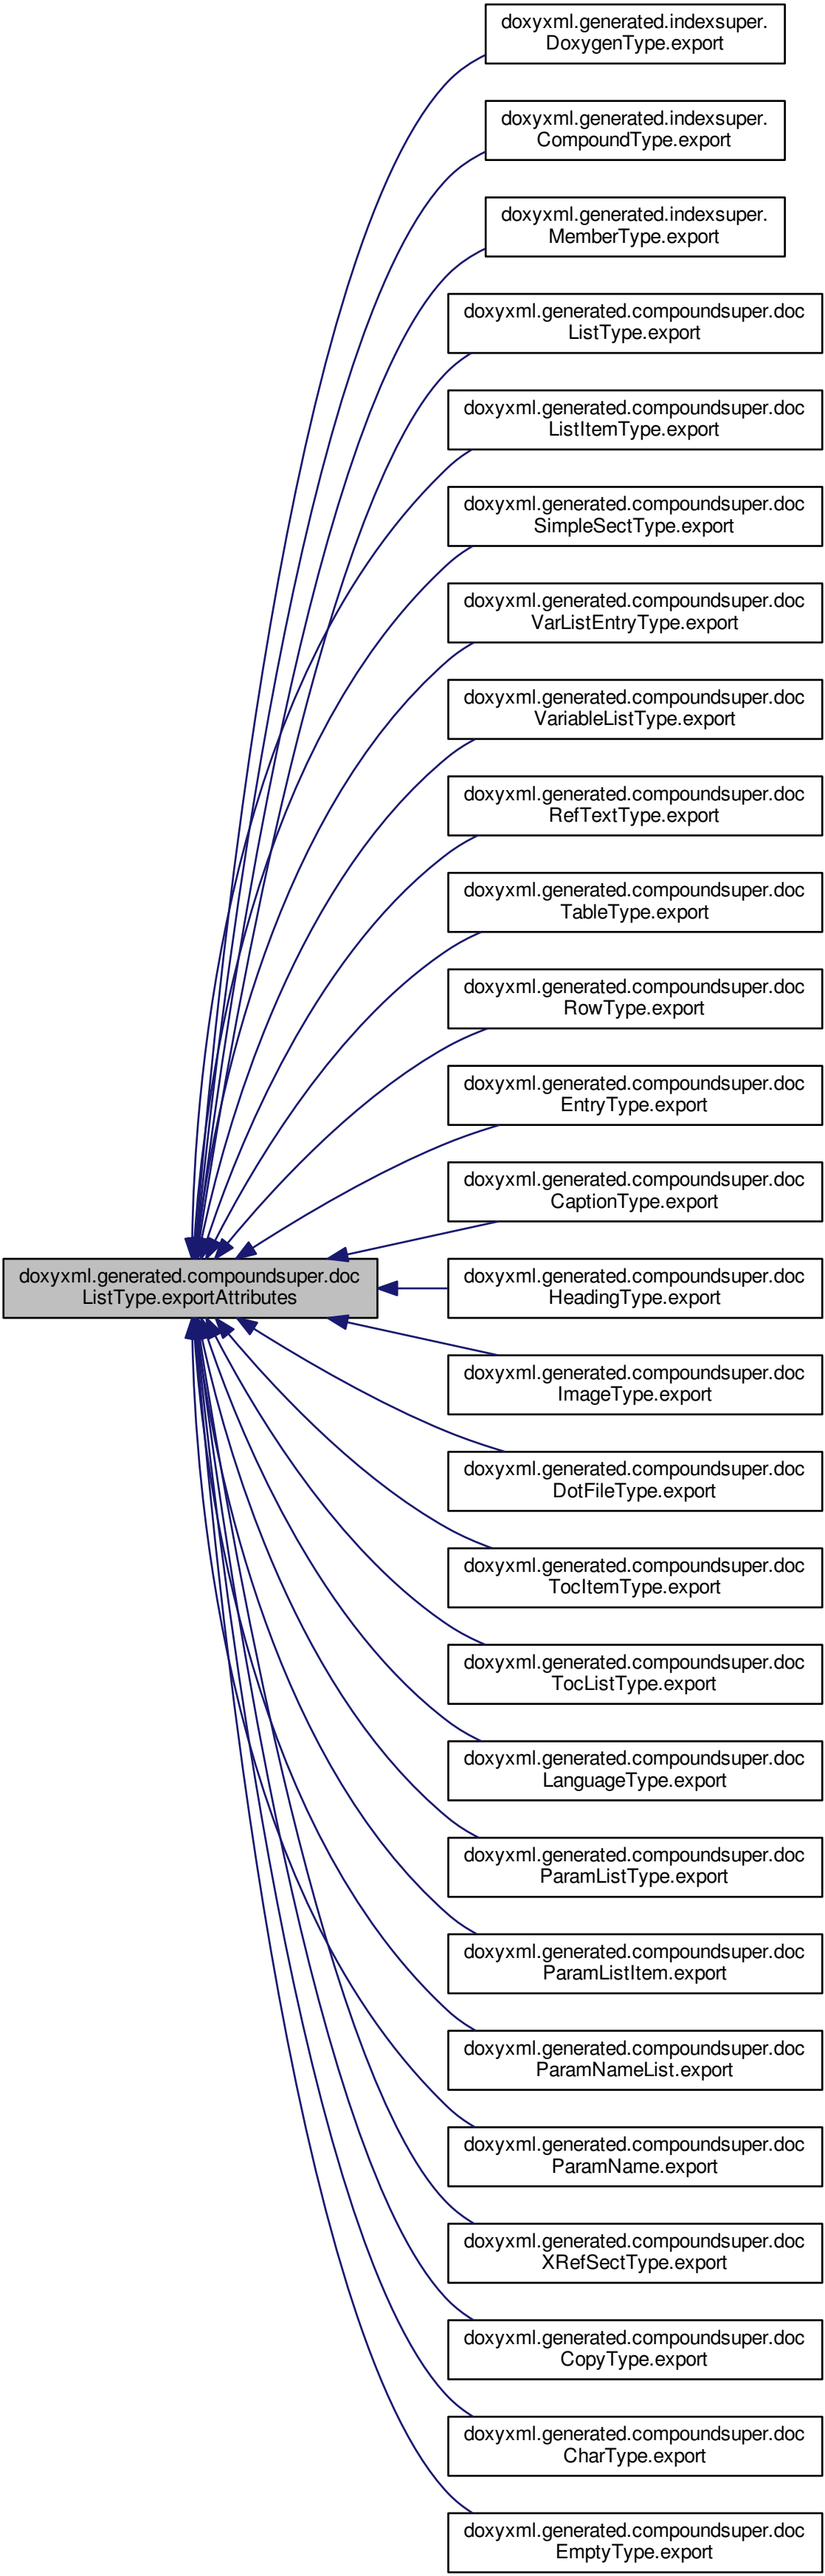 doxyxml.generated.indexsuper.
DoxygenType.export
doxyxml.generated.indexsuper.
CompoundType.export
doxyxml.generated.indexsuper.
MemberType.export
doxyxml.generated.compoundsuper.doc
ListType.export
doxyxml.generated.compoundsuper.doc
ListItemType.export
doxyxml.generated.compoundsuper.doc
SimpleSectType.export
doxyxml.generated.compoundsuper.doc
VarListEntryType.export
doxyxml.generated.compoundsuper.doc
VariableListType.export
doxyxml.generated.compoundsuper.doc
RefTextType.export
doxyxml.generated.compoundsuper.doc
TableType.export
doxyxml.generated.compoundsuper.doc
RowType.export
doxyxml.generated.compoundsuper.doc
EntryType.export
doxyxml.generated.compoundsuper.doc
CaptionType.export
doxyxml.generated.compoundsuper.doc
ListType.exportAttributes
doxyxml.generated.compoundsuper.doc
HeadingType.export
doxyxml.generated.compoundsuper.doc
ImageType.export
doxyxml.generated.compoundsuper.doc
DotFileType.export
doxyxml.generated.compoundsuper.doc
TocItemType.export
doxyxml.generated.compoundsuper.doc
TocListType.export
doxyxml.generated.compoundsuper.doc
LanguageType.export
doxyxml.generated.compoundsuper.doc
ParamListType.export
doxyxml.generated.compoundsuper.doc
ParamListItem.export
doxyxml.generated.compoundsuper.doc
ParamNameList.export
doxyxml.generated.compoundsuper.doc
ParamName.export
doxyxml.generated.compoundsuper.doc
XRefSectType.export
doxyxml.generated.compoundsuper.doc
CopyType.export
doxyxml.generated.compoundsuper.doc
CharType.export
doxyxml.generated.compoundsuper.doc
EmptyType.export